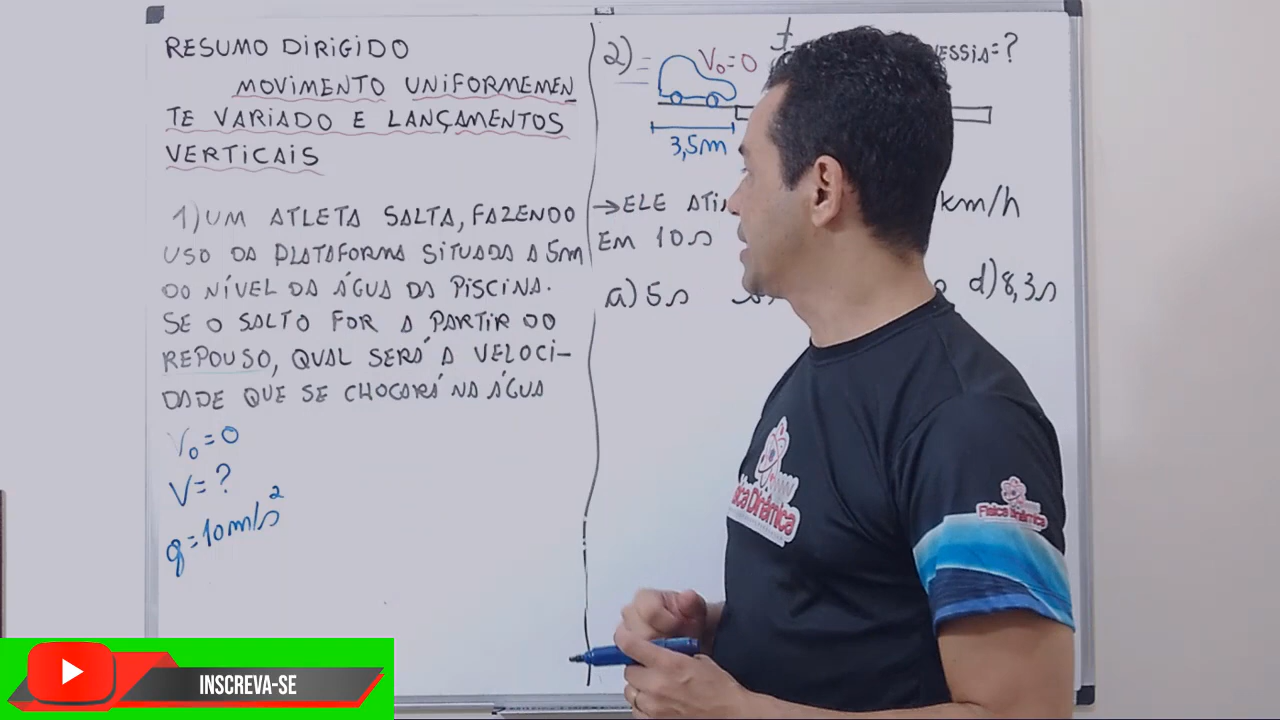 RESUMO DIRIGIDO
MOVIMENTO UNIFORMEMEN
TE VARIADO E LANÇAMENTOS
VERTICAIS
1) UM ATLETA SALTA, FAZENDO
USO DA PLATAFORMA SITUADA A 5m
DO NÍVEL DA ÁGUA DA PISCINA.
SE O SALTO FOR A PARTIR DO
REPOUSO, QUAL SERÁ A VELOCI-
DADE QUE SE CHOCARÁ NA ÁGUA
V₀=0
V=?
g=10m/s²
2)
V₀=0
t
=?
3,5m
→ELE
km/h
EM 10s
a) 5s
d) 8,3s
Física Dinâmica
INSCREVA-SE